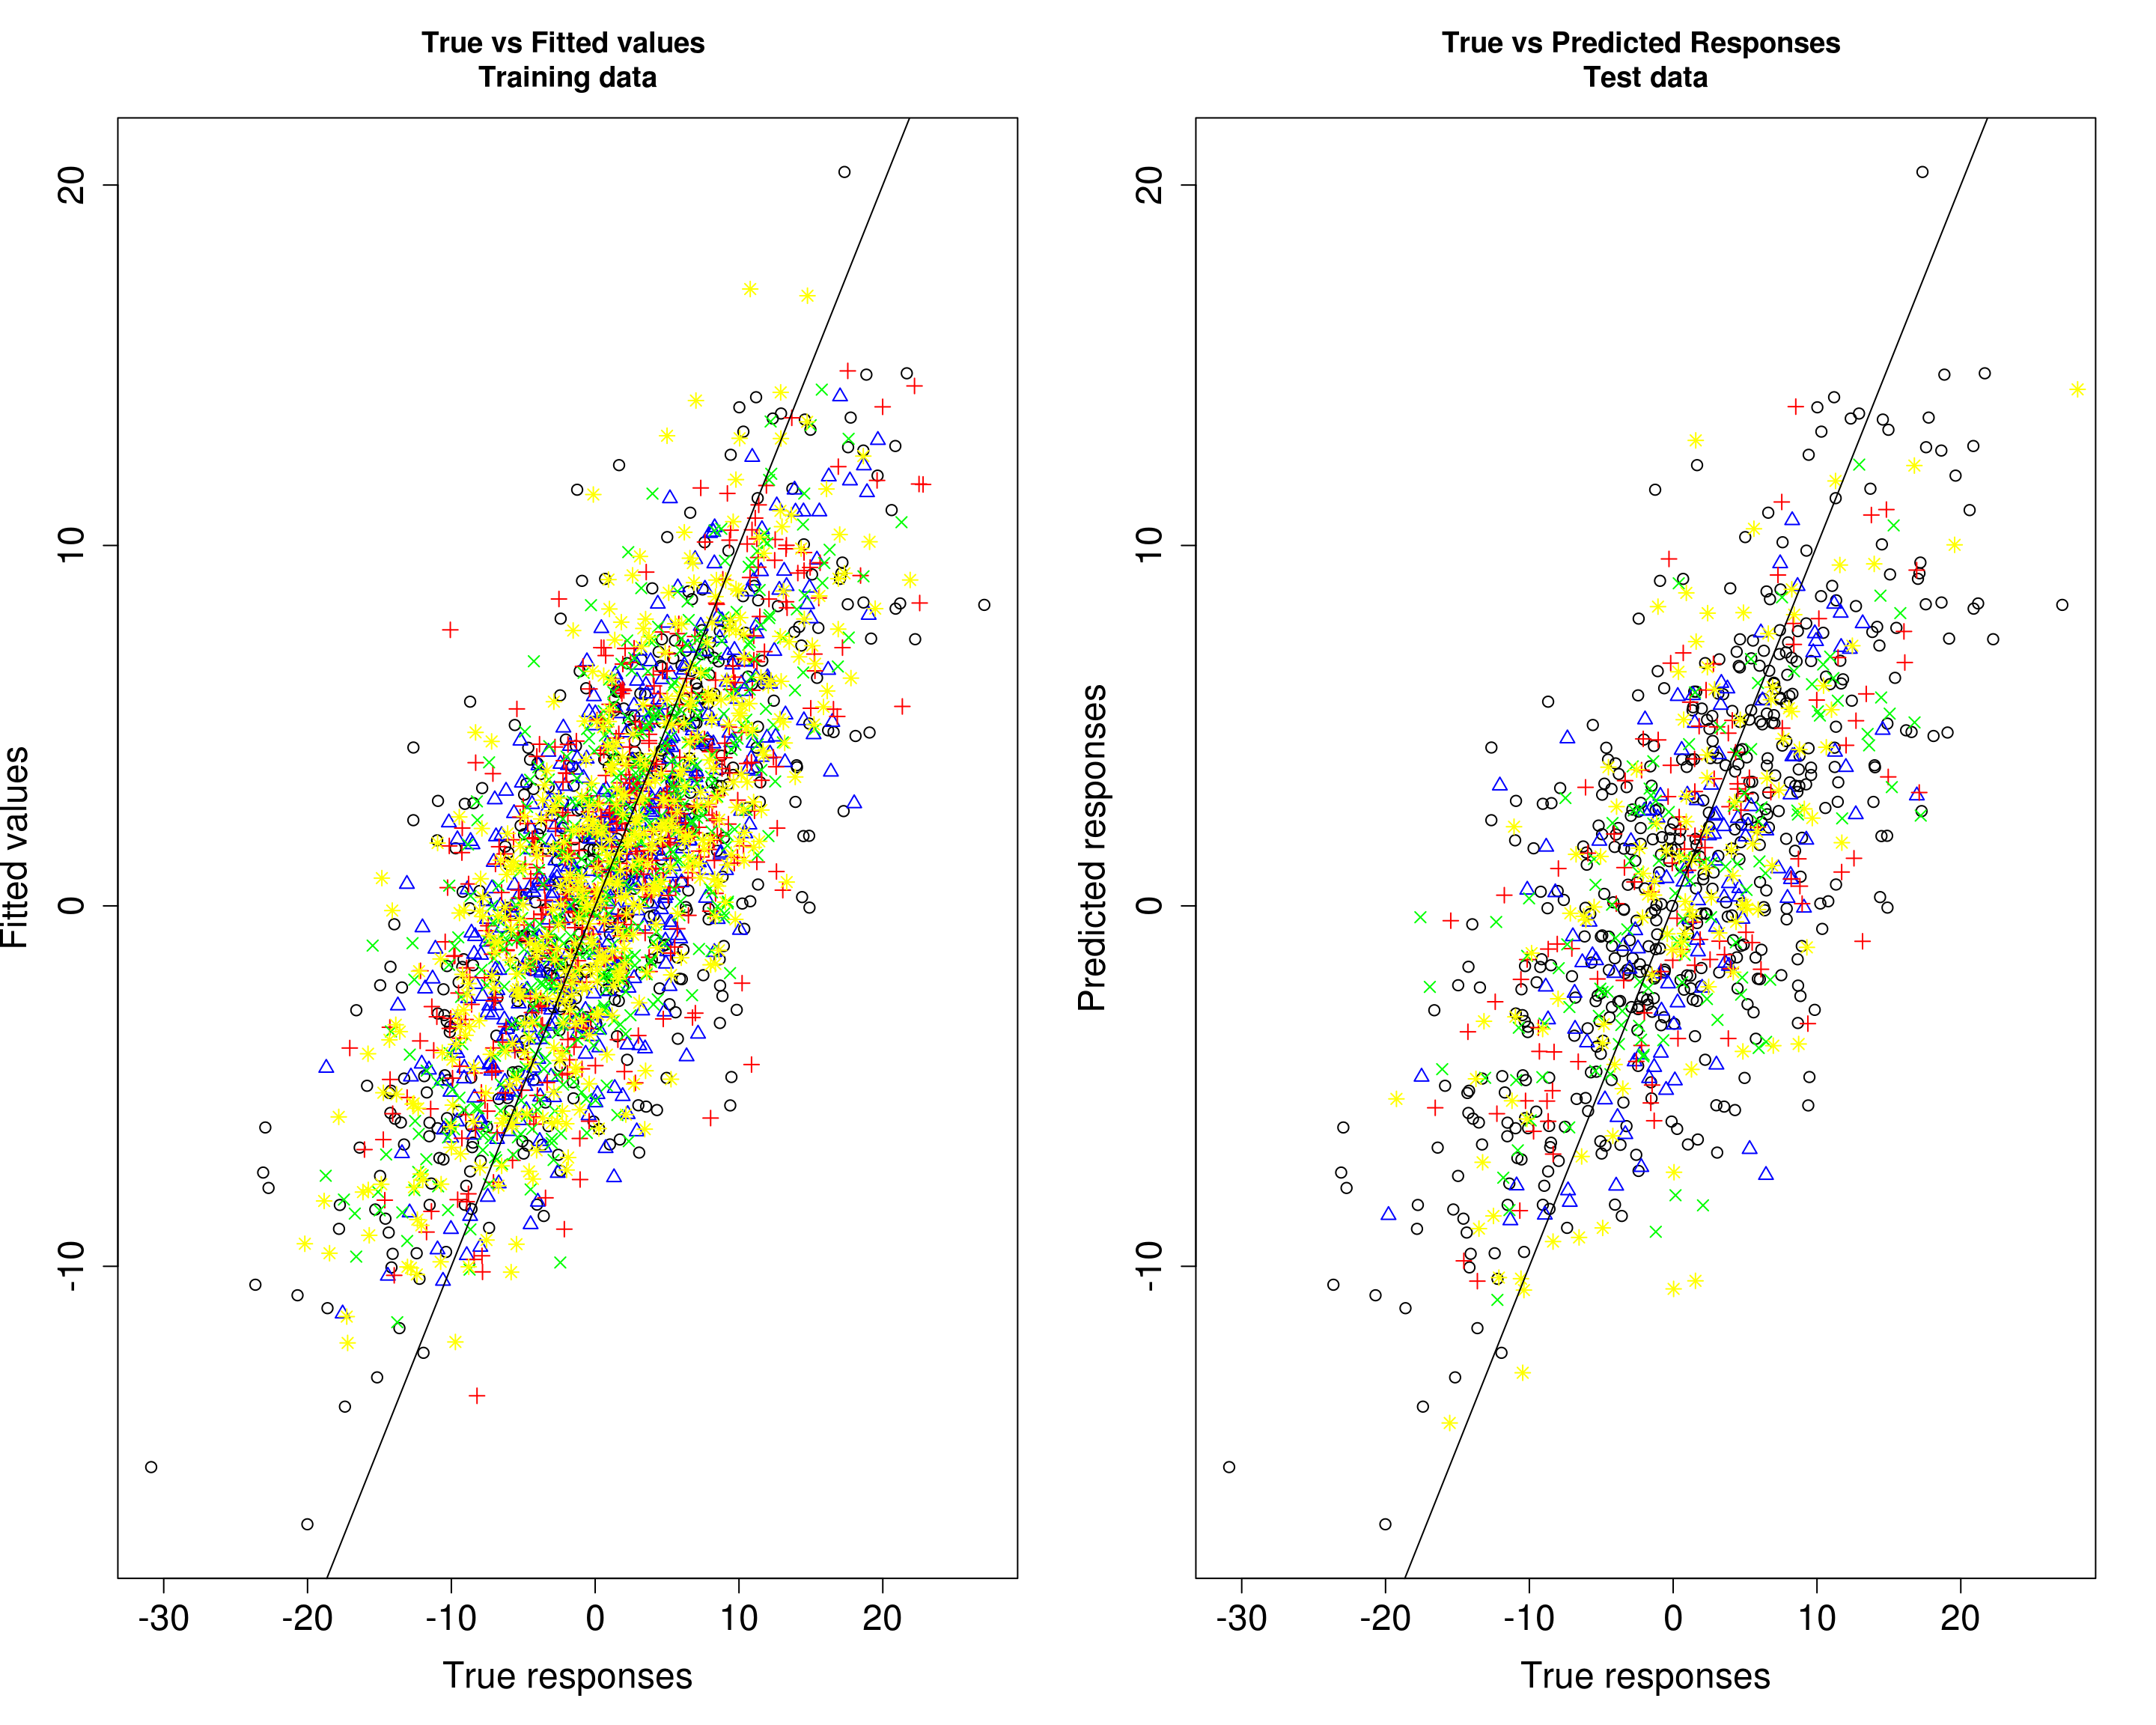 True vs Fitted values
Training data
Fitted values
20
10
0
-10
-30 -20 -10 0 10 20
True responses
True vs Predicted Responses
Test data
Predicted responses
20
10
0
-10
-30 -20 -10 0 10 20
True responses